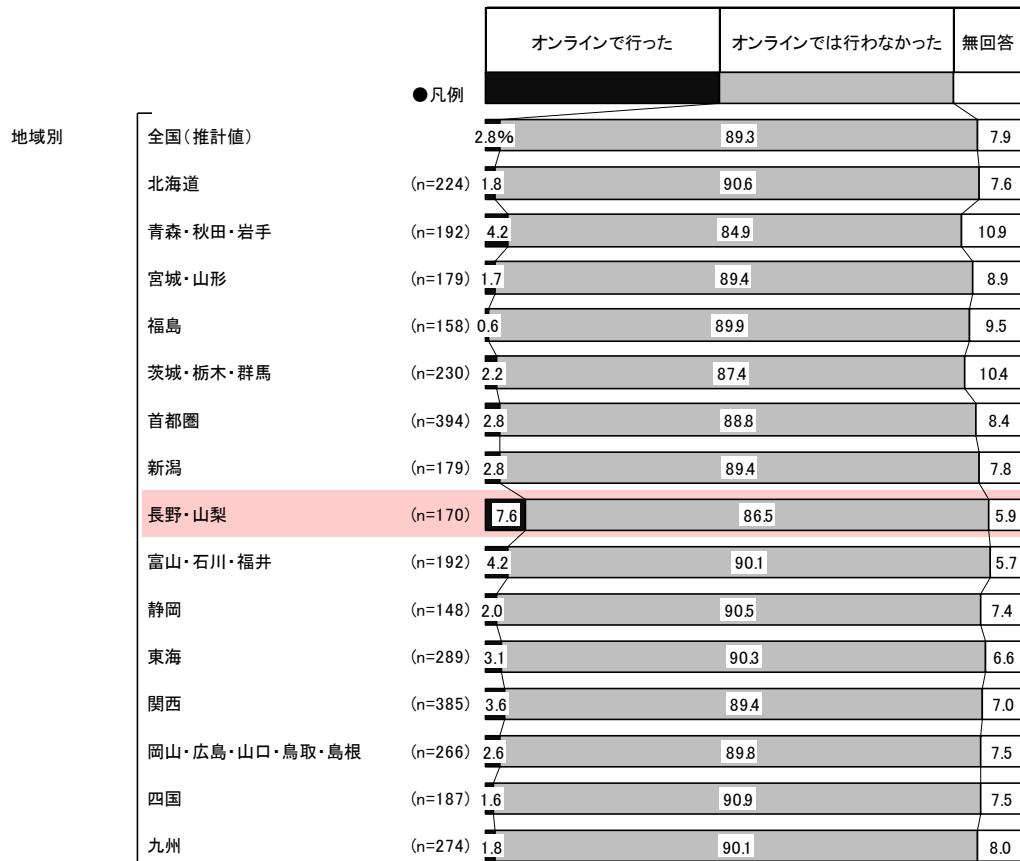 オンラインで行った オンラインでは行わなかった 無回答
●凡例
地域別 全国(推計値) 2.8% 89.3 7.9
北海道 (n=224) 1.8 90.6 7.6
青森・秋田・岩手 (n=192) 4.2 84.9 10.9
宮城・山形 (n=179) 1.7 89.4 8.9
福島 (n=158) 0.6 89.9 9.5
茨城・栃木・群馬 (n=230) 2.2 87.4 10.4
首都圏 (n=394) 2.8 88.8 8.4
新潟 (n=179) 2.8 89.4 7.8
長野・山梨 (n=170) 7.6 86.5 5.9
富山・石川・福井 (n=192) 4.2 90.1 5.7
静岡 (n=148) 2.0 90.5 7.4
東海 (n=289) 3.1 90.3 6.6
関西 (n=385) 3.6 89.4 7.0
岡山・広島・山口・鳥取・島根 (n=266) 2.6 89.8 7.5
四国 (n=187) 1.6 90.9 7.5
九州 (n=274) 1.8 90.1 8.0